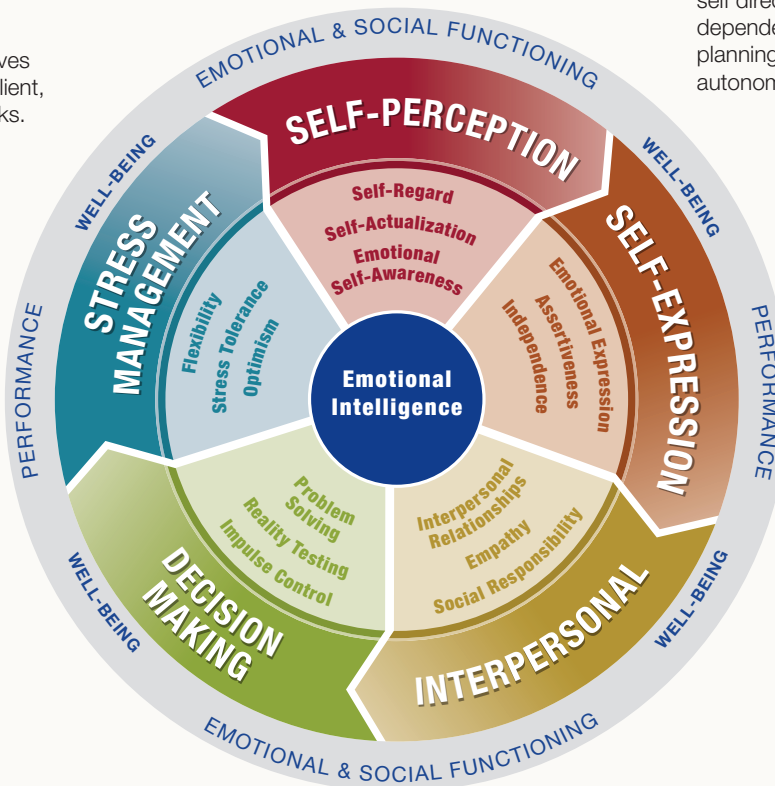 ves
lient,
ks.
self direc
depende
planning
autonom
EMOTIONAL & SOCIAL FUNCTIONING
WELL-BEING
WELL-BEING
PERFORMANCE
PERFORMANCE
WELL-BEING
WELL-BEING
EMOTIONAL & SOCIAL FUNCTIONING
SELF-PERCEPTION
Self-Regard
Self-Actualization
Emotional
Self-Awareness
SELF-EXPRESSION
Emotional Expression
Assertiveness
Independence
INTERPERSONAL
Interpersonal
Relationships
Empathy
Social Responsibility
DECISION
MAKING
Problem
Solving
Reality Testing
Impulse Control
STRESS
MANAGEMENT
Flexibility
Stress Tolerance
Optimism
Emotional
Intelligence